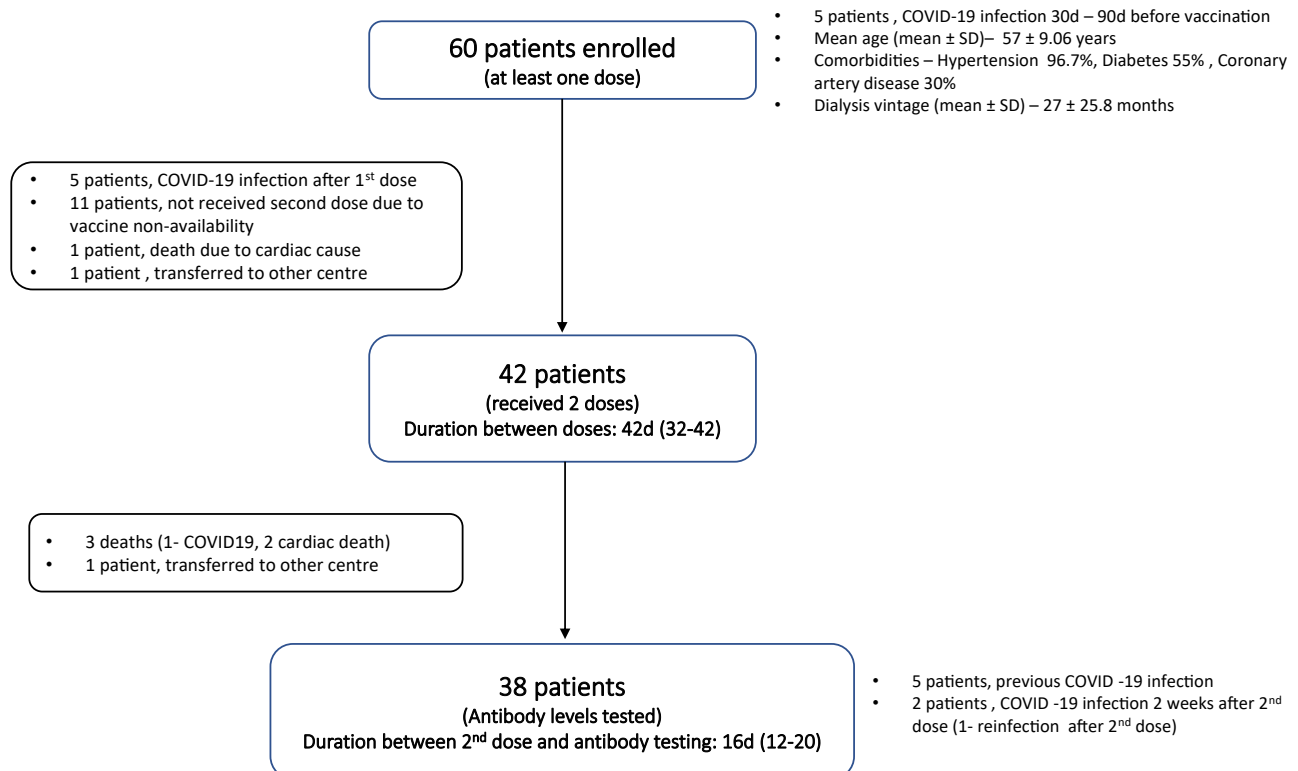 60 patients enrolled
(at least one dose)
• 5 patients , COVID-19 infection 30d – 90d before vaccination
• Mean age (mean ± SD)– 57 ± 9.06 years
• Comorbidities – Hypertension 96.7%, Diabetes 55% , Coronary
artery disease 30%
• Dialysis vintage (mean ± SD) – 27 ± 25.8 months
• 5 patients, COVID-19 infection after 1st dose
• 11 patients, not received second dose due to
vaccine non-availability
• 1 patient, death due to cardiac cause
• 1 patient , transferred to other centre
42 patients
(received 2 doses)
Duration between doses: 42d (32-42)
• 3 deaths (1- COVID19, 2 cardiac death)
• 1 patient, transferred to other centre
38 patients
(Antibody levels tested)
Duration between 2nd dose and antibody testing: 16d (12-20)
• 5 patients, previous COVID -19 infection
• 2 patients , COVID -19 infection 2 weeks after 2nd
dose (1- reinfection after 2nd dose)